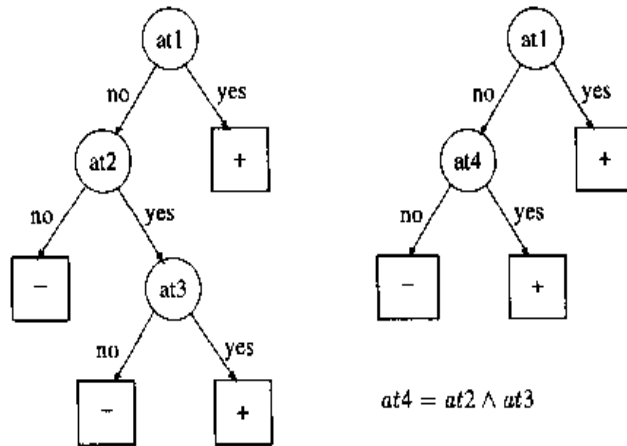 at1
no
yes
at2
+
no
yes
-
at3
no
yes
-
+
at1
no
yes
at4
+
no
yes
-
+
at4 = at2 ∧ at3